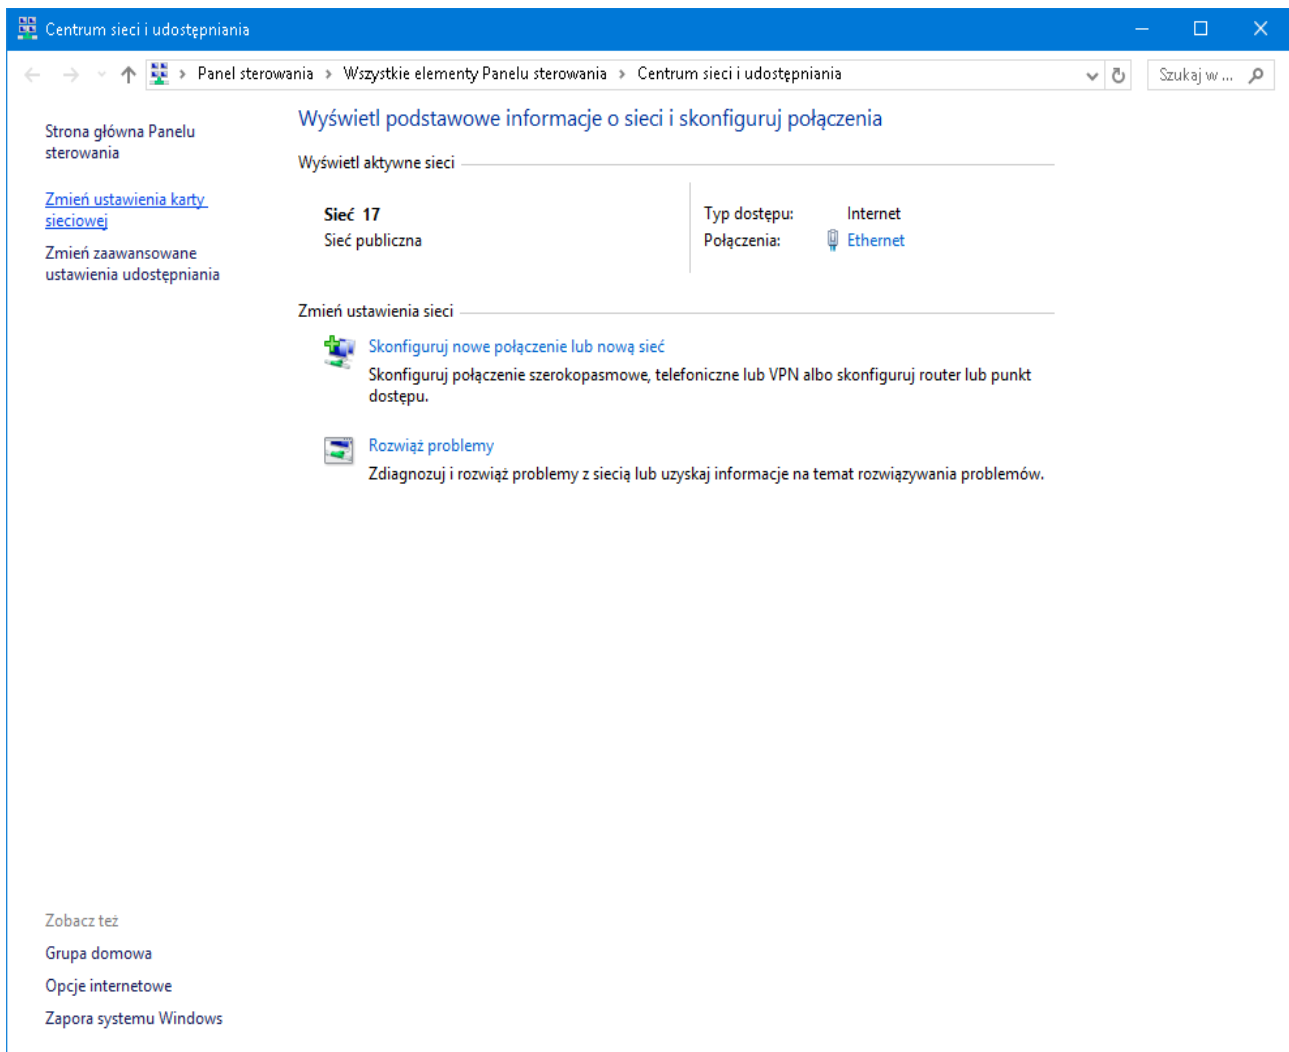 Centrum sieci i udostępniania
Panel sterowania > Wszystkie elementy Panelu sterowania > Centrum sieci i udostępniania
Szukaj w ...
Strona główna Panelu
sterowania
Zmień ustawienia karty
sieciowej
Zmień zaawansowane
ustawienia udostępniania
Wyświetl podstawowe informacje o sieci i skonfiguruj połączenia
Wyświetl aktywne sieci
Sieć 17
Sieć publiczna
Typ dostępu: Internet
Połączenia: Ethernet
Zmień ustawienia sieci
Skonfiguruj nowe połączenie lub nową sieć
Skonfiguruj połączenie szerokopasmowe, telefoniczne lub VPN albo skonfiguruj router lub punkt
dostępu.
Rozwiąż problemy
Zdiagnozuj i rozwiąż problemy z siecią lub uzyskaj informacje na temat rozwiązywania problemów.
Zobacz też
Grupa domowa
Opcje internetowe
Zapora systemu Windows